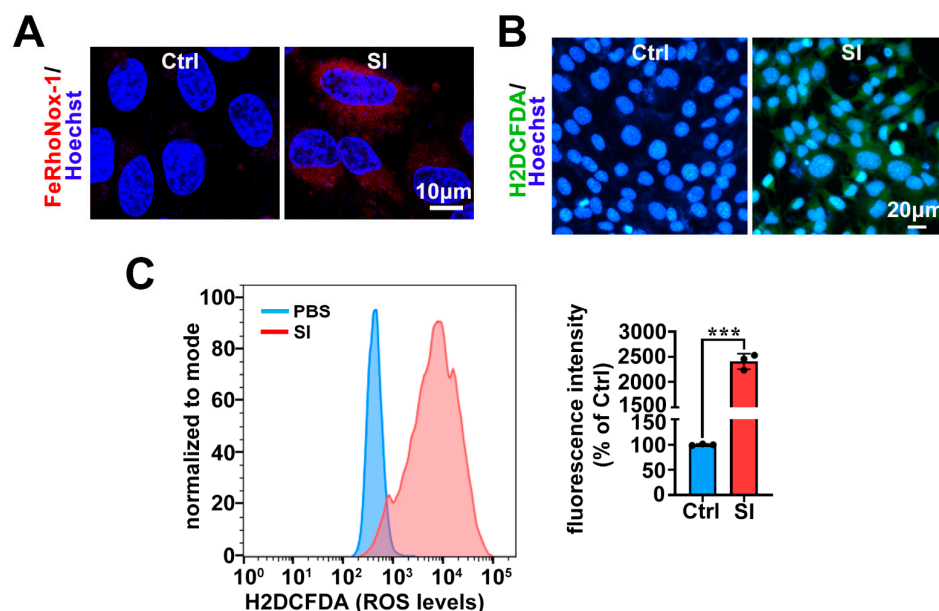 A
Ctrl
SI
FeRhoNox-1/
Hoechst
10μm
B
Ctrl
SI
H2DCFDA/
Hoechst
20μm
C
PBS
SI
normalized to mode
100
80
60
40
20
0
10⁰ 10¹ 10² 10³ 10⁴ 10⁵
H2DCFDA (ROS levels)
fluorescence intensity
(% of Ctrl)
3000
2500
2000
1500
150
100
50
0
***
Ctrl SI